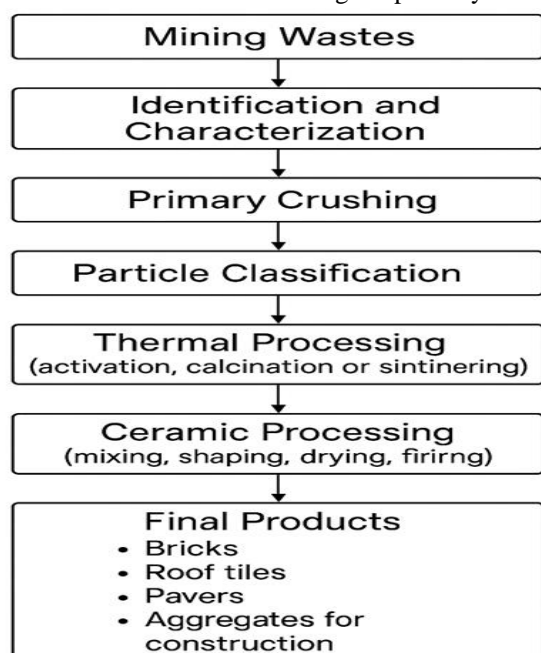 Mining Wastes
Identification and
Characterization
Primary Crushing
Particle Classification
Thermal Processing
(activation, calcination or sintinering)
Ceramic Processing
(mixing, shaping, drying, firirng)
Final Products
• Bricks
• Roof tiles
• Pavers
• Aggregates for
construction